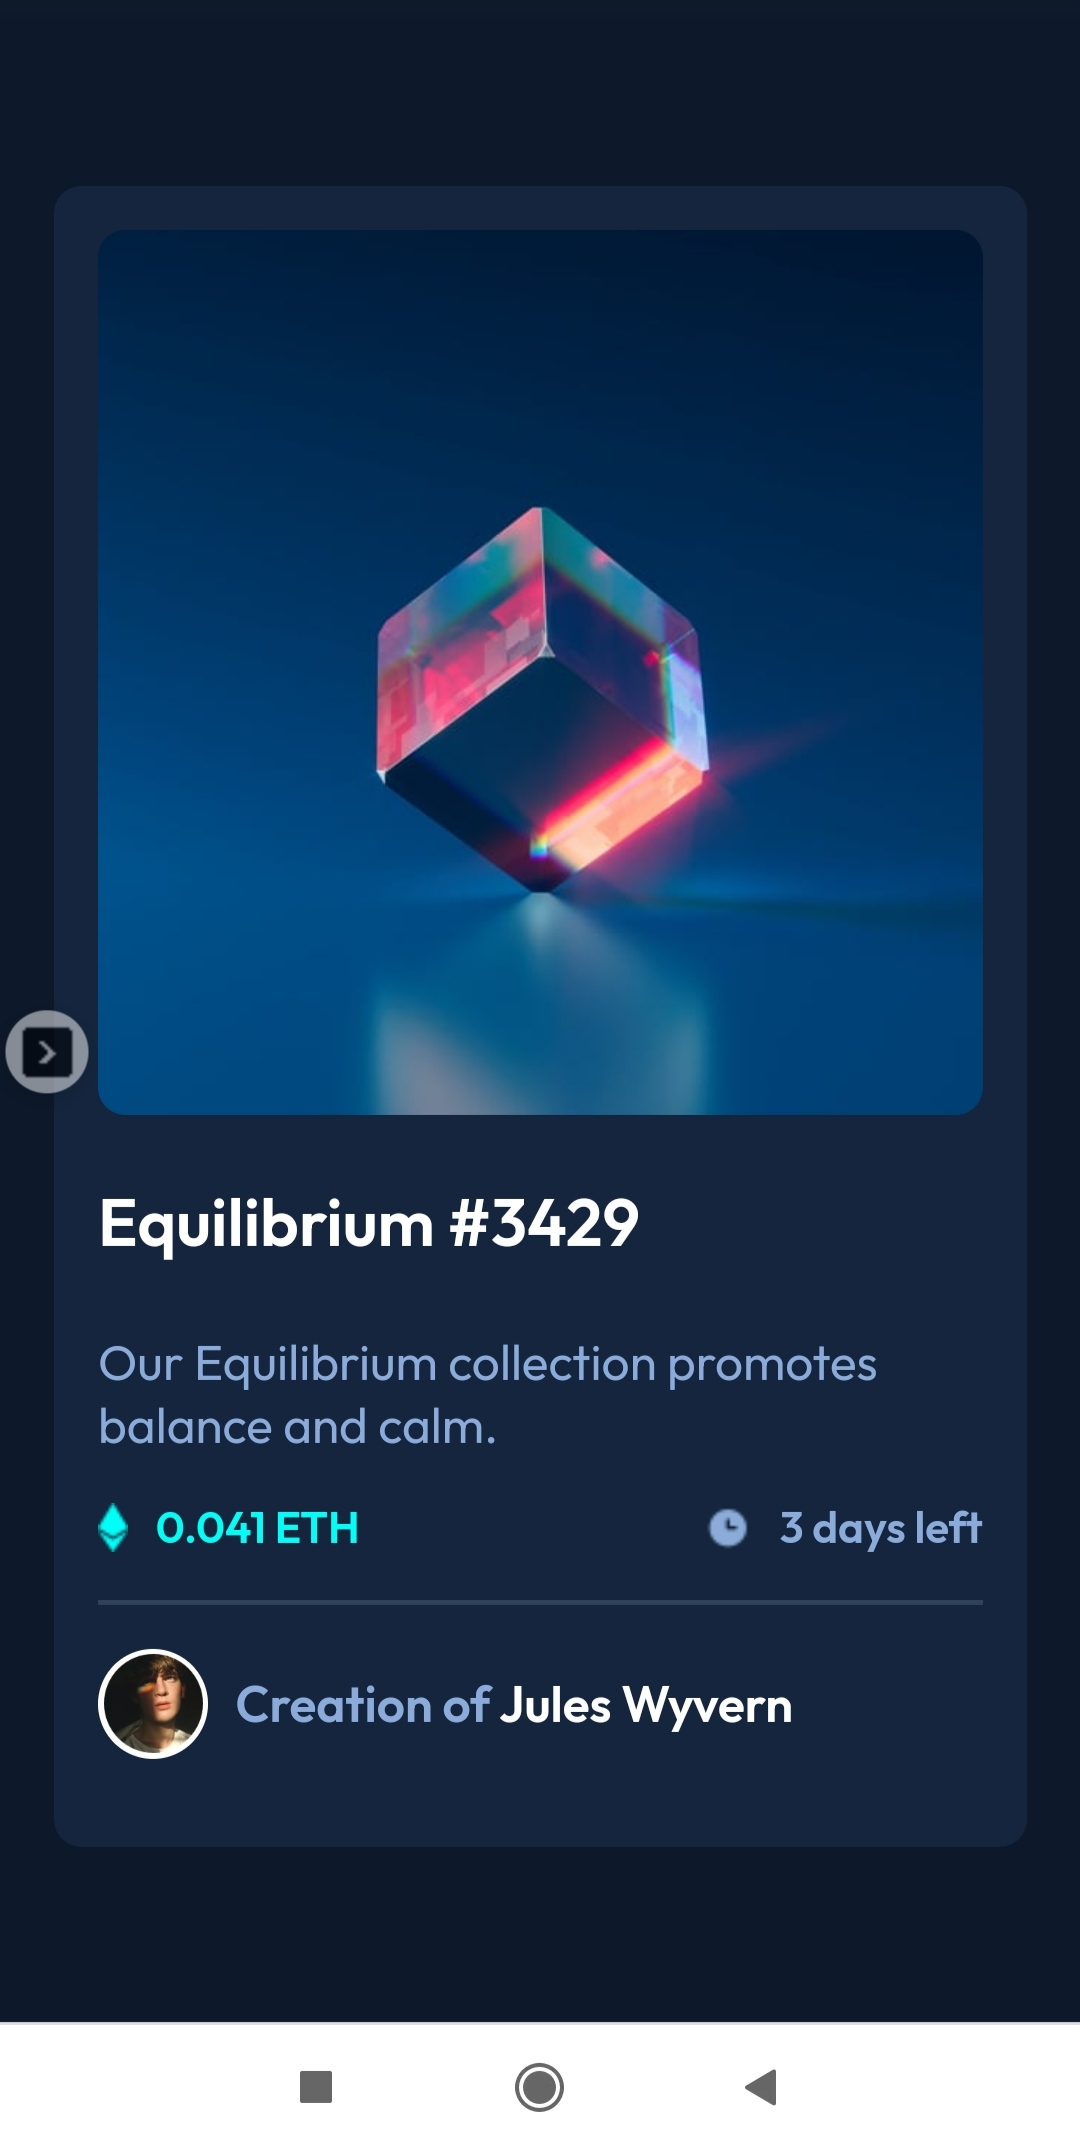 Equilibrium #3429
Our Equilibrium collection promotes
balance and calm.
0.041 ETH
3 days left
Creation of Jules Wyvern